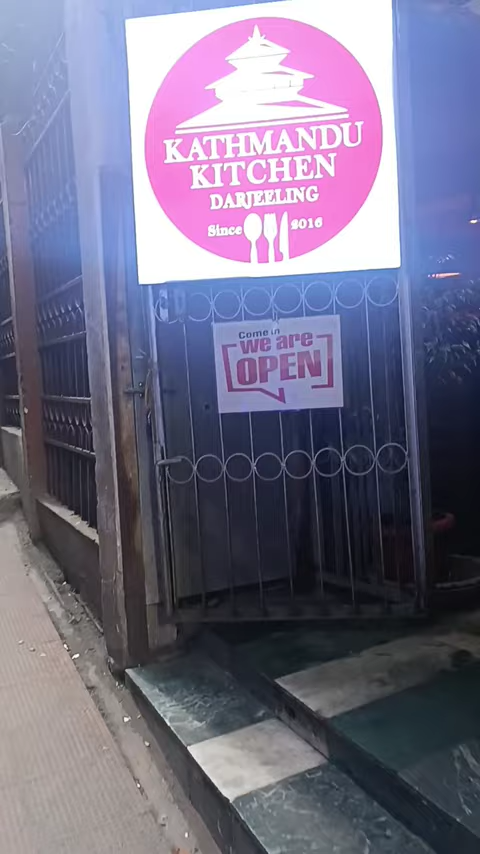 KATHMANDU
KITCHEN
DARJEELING
Since 2016
Come in
we are
OPEN